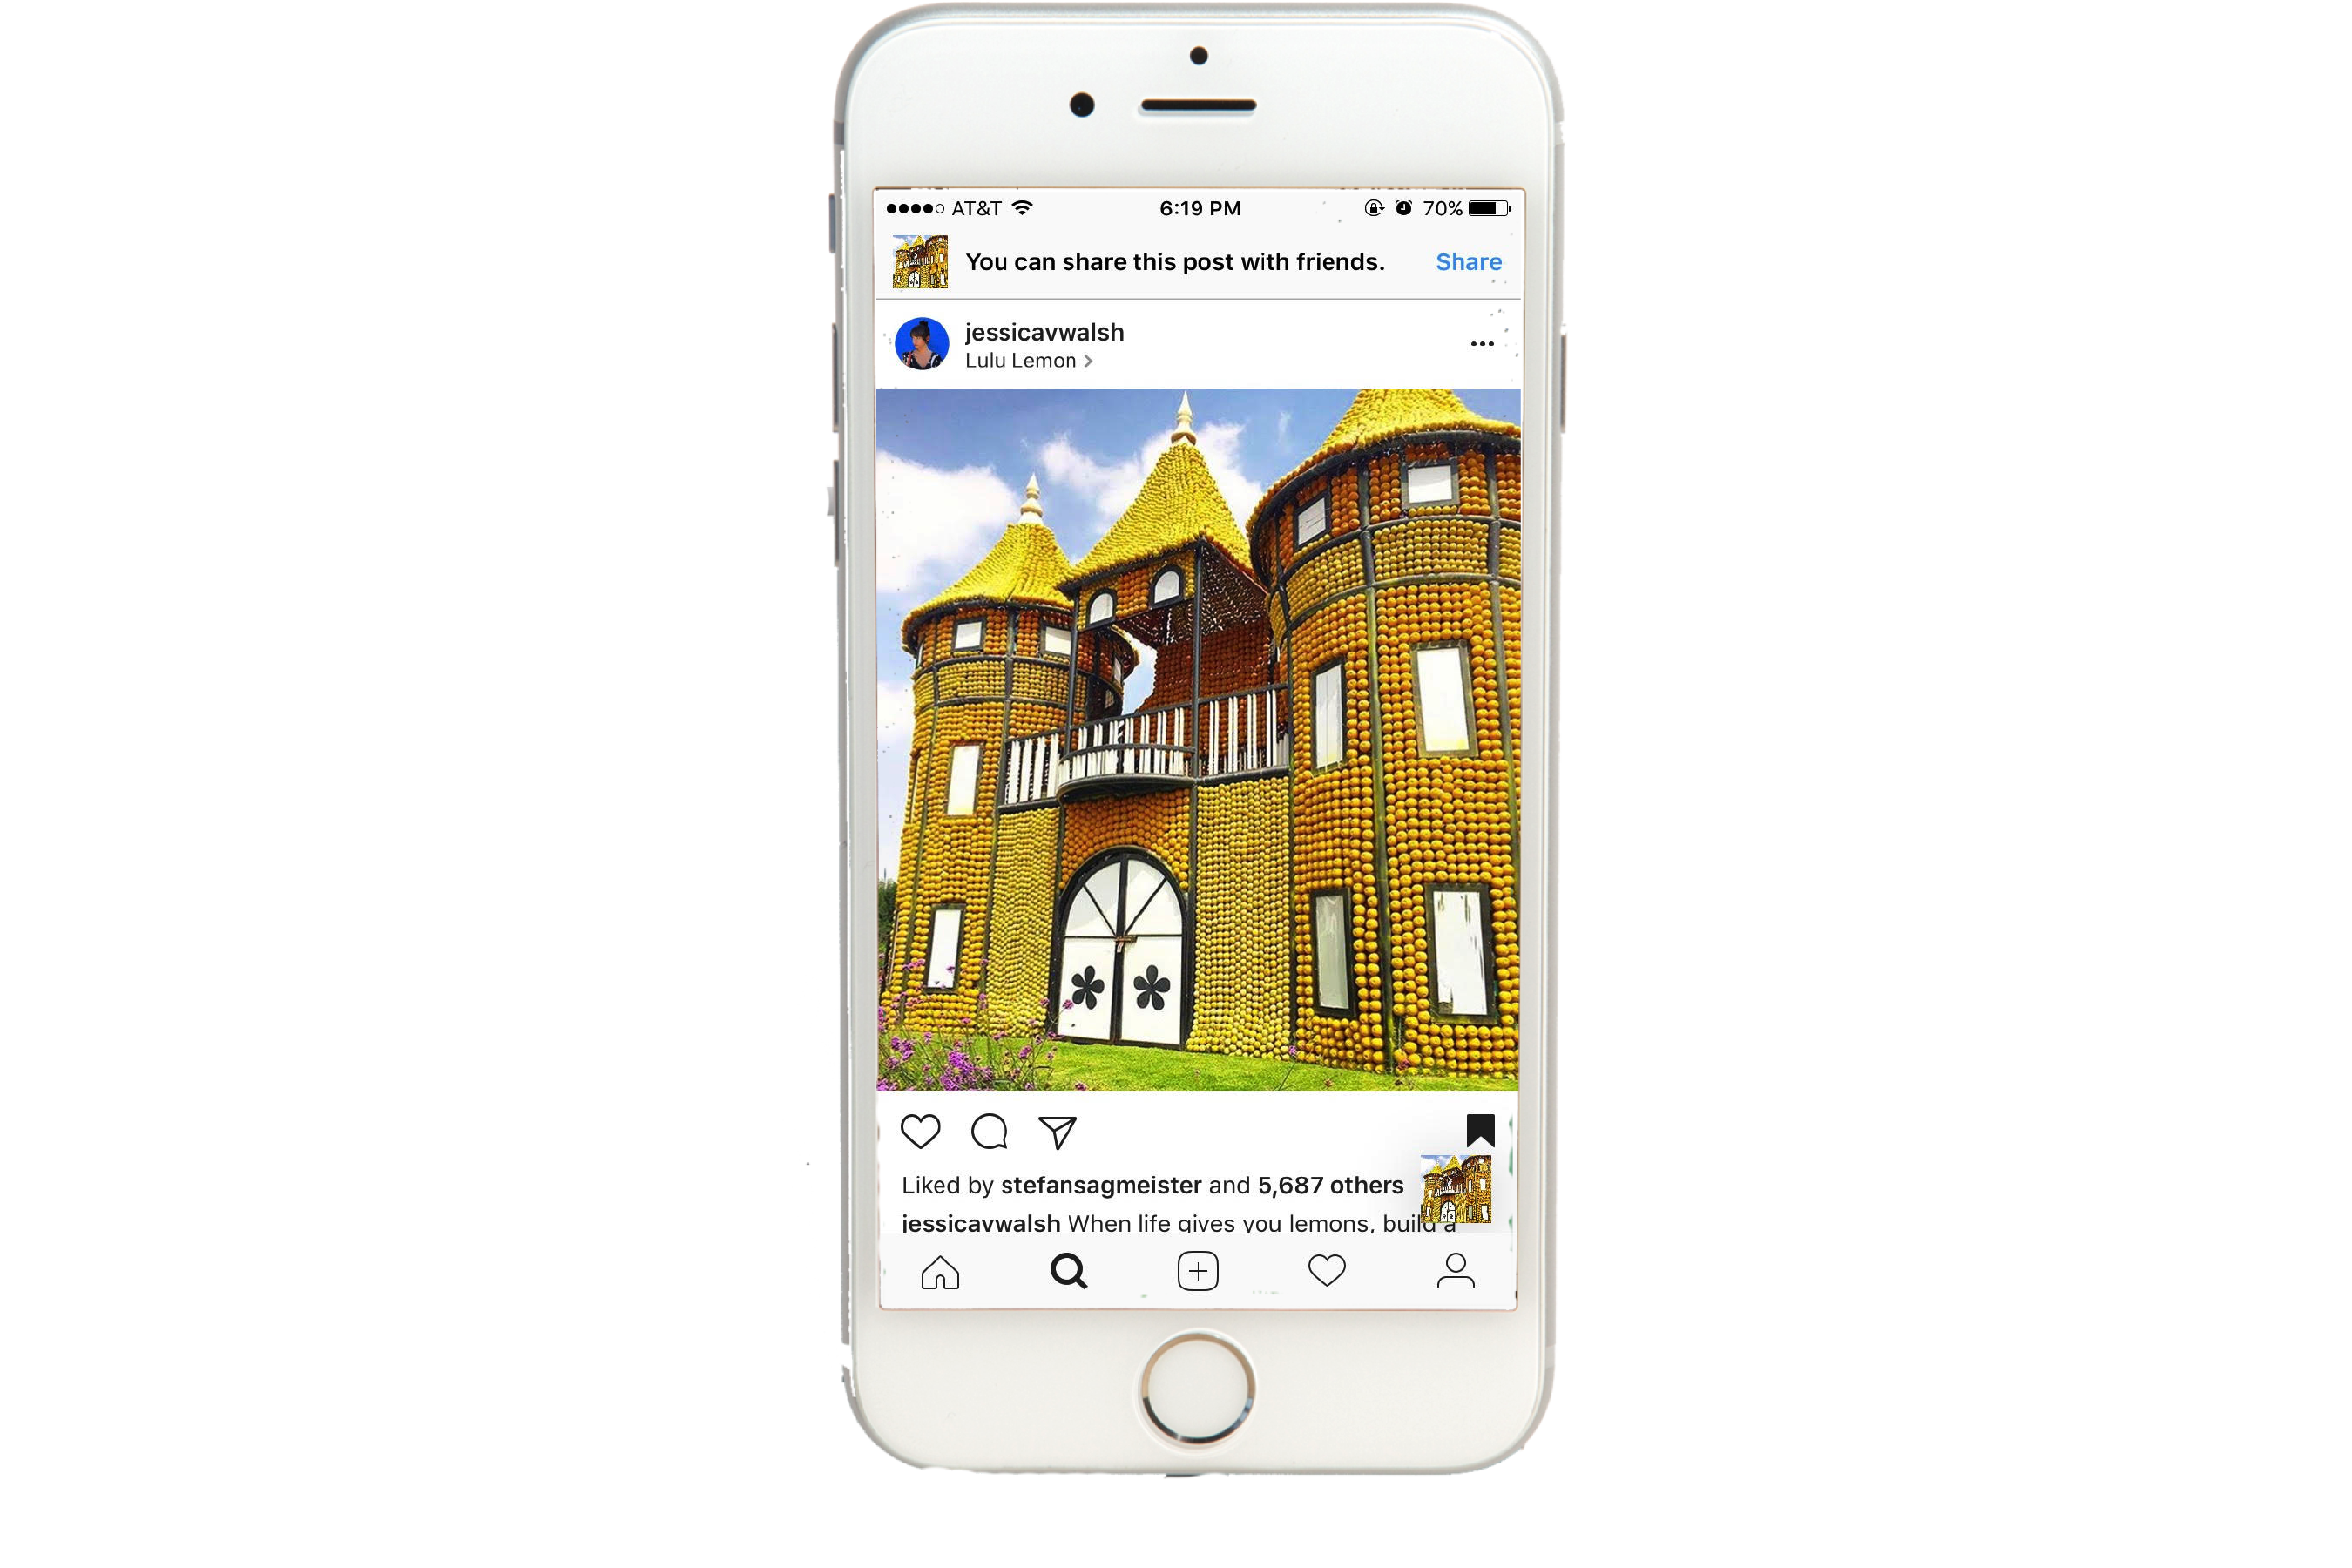 AT&T 6:19 PM 70%
You can share this post with friends. Share
jessicavwalsh
Lulu Lemon >
Liked by stefansagmeister and 5,687 others
jessicavwalsh When life gives you lemons, build a